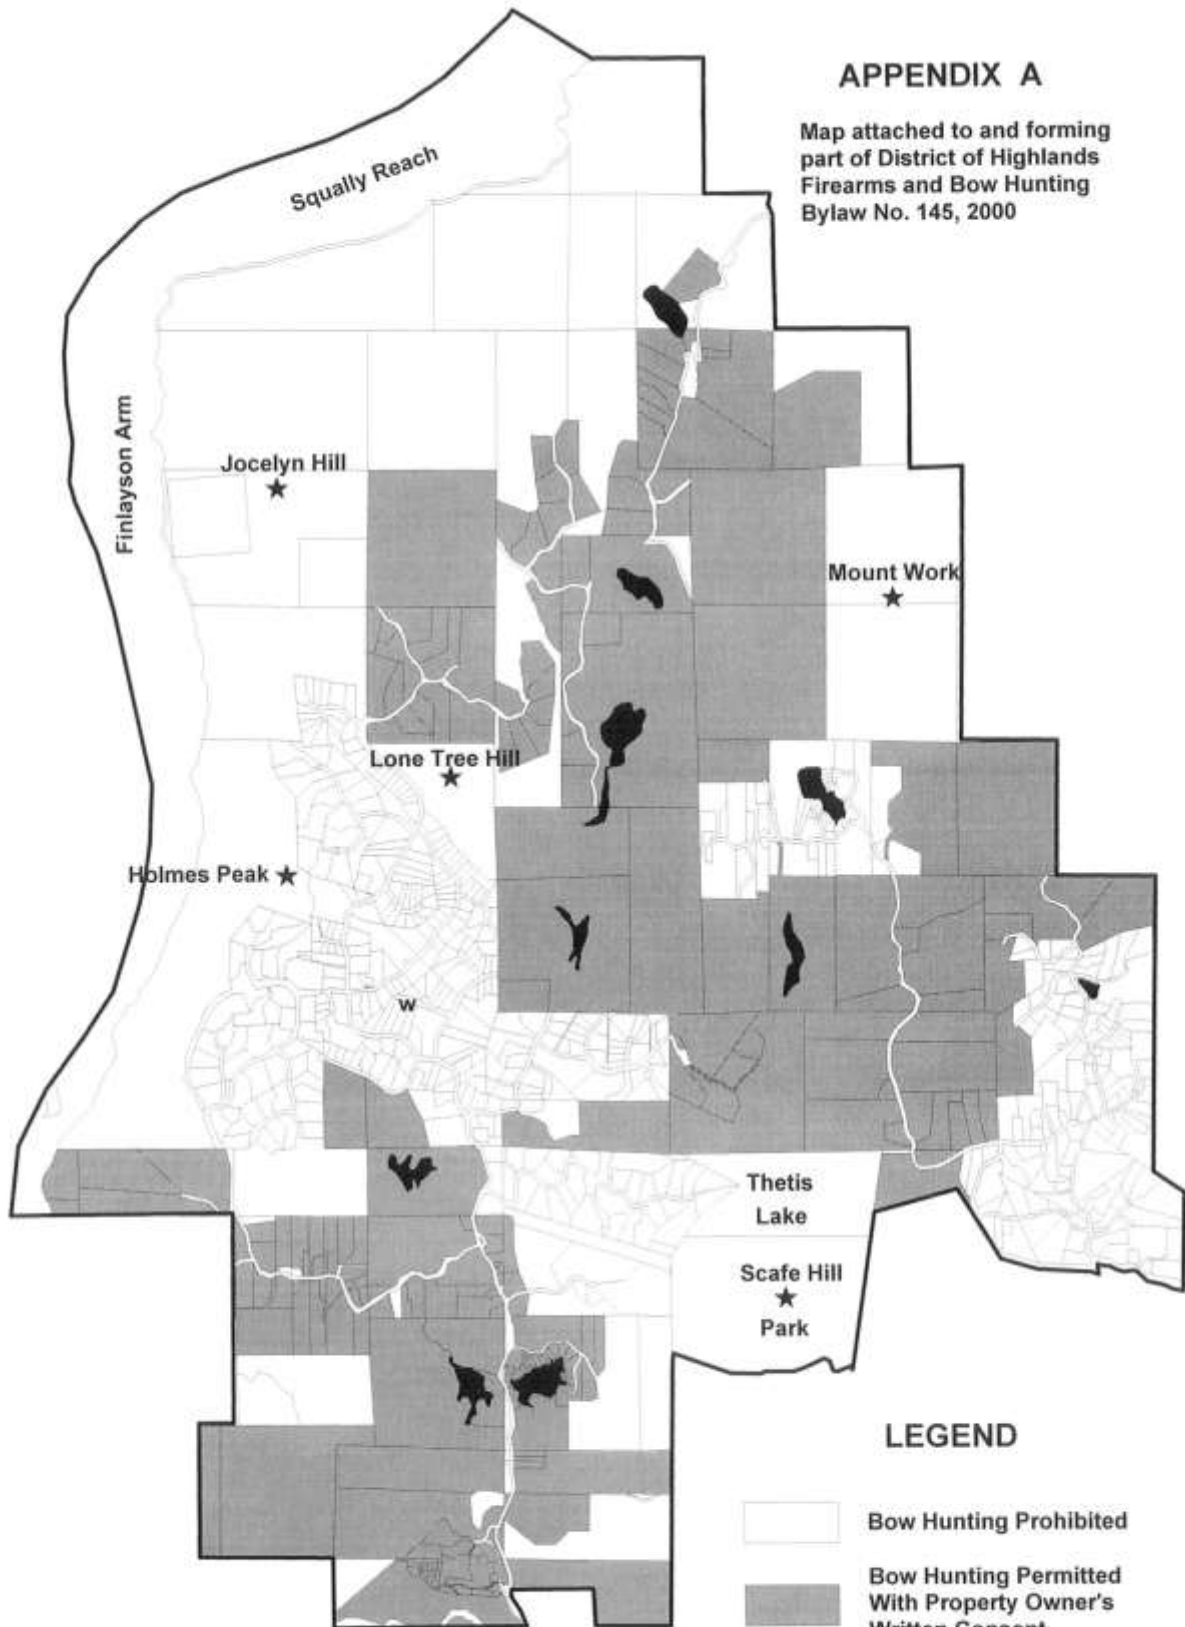 APPENDIX A
Map attached to and forming
part of District of Highlands
Firearms and Bow Hunting
Bylaw No. 145, 2000
Squally Reach
Finlayson Arm
Jocelyn Hill
Mount Work
Lone Tree Hill
Holmes Peak
w
Thetis
Lake
Scafe Hill
Park
LEGEND
Bow Hunting Prohibited
Bow Hunting Permitted
With Property Owner's
Written Consent